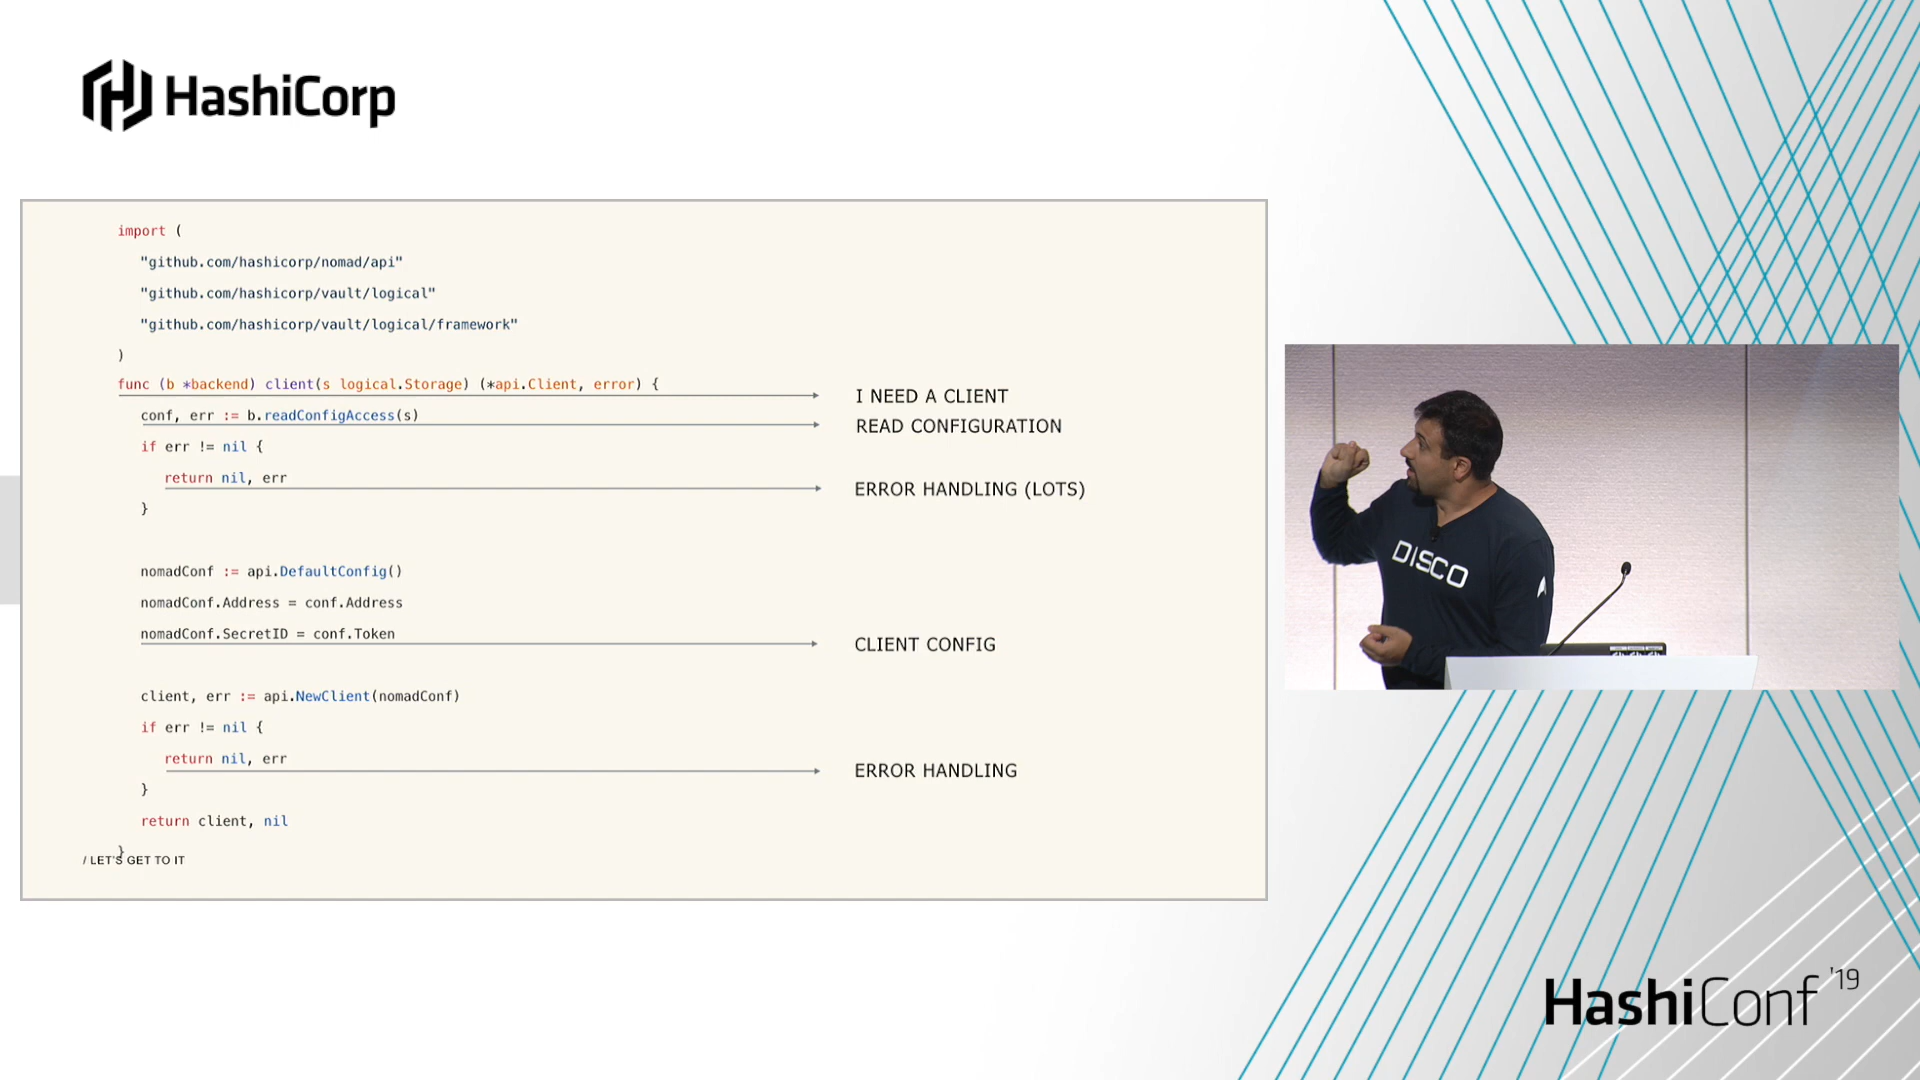 HashiCorp
import (
"github.com/hashicorp/nomad/api"
"github.com/hashicorp/vault/logical"
"github.com/hashicorp/vault/logical/framework"
)
func (b *backend) client(s logical.Storage) (*api.Client, error) {
I NEED A CLIENT
conf, err := b.readConfigAccess(s)
READ CONFIGURATION
if err != nil {
return nil, err
ERROR HANDLING (LOTS)
}
nomadConf := api.DefaultConfig()
nomadConf.Address = conf.Address
nomadConf.SecretID = conf.Token
CLIENT CONFIG
client, err := api.NewClient(nomadConf)
if err != nil {
return nil, err
ERROR HANDLING
}
return client, nil
}
/ LET'S GET TO IT
DISCO
HashiConf '19